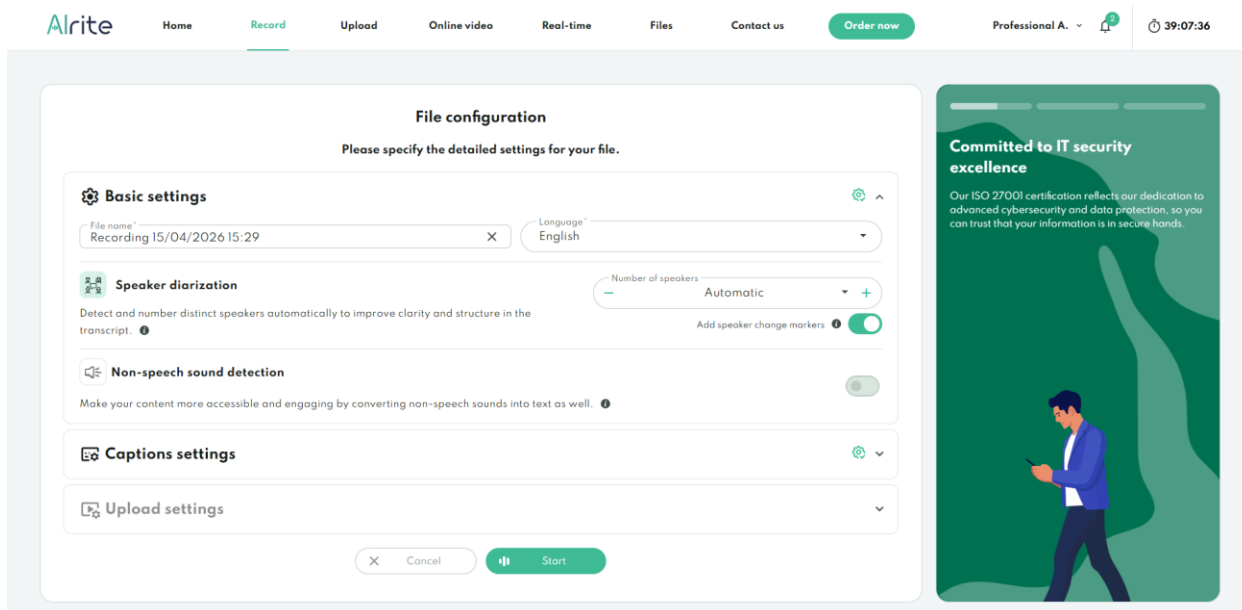 Alrite
Home
Record
Upload
Online video
Real-time
Files
Contact us
Order now
Professional A.
2
39:07:36
File configuration
Please specify the detailed settings for your file.
Basic settings
File name*
Recording 15/04/2026 15:29
Language*
English
Speaker diarization
Number of speakers
Automatic
Detect and number distinct speakers automatically to improve clarity and structure in the
transcript.
Add speaker change markers
Non-speech sound detection
Make your content more accessible and engaging by converting non-speech sounds into text as well.
Captions settings
Upload settings
Cancel
Start
Committed to IT security
excellence
Our ISO 27001 certification reflects our dedication to
advanced cybersecurity and data protection, so you
can trust that your information is in secure hands.